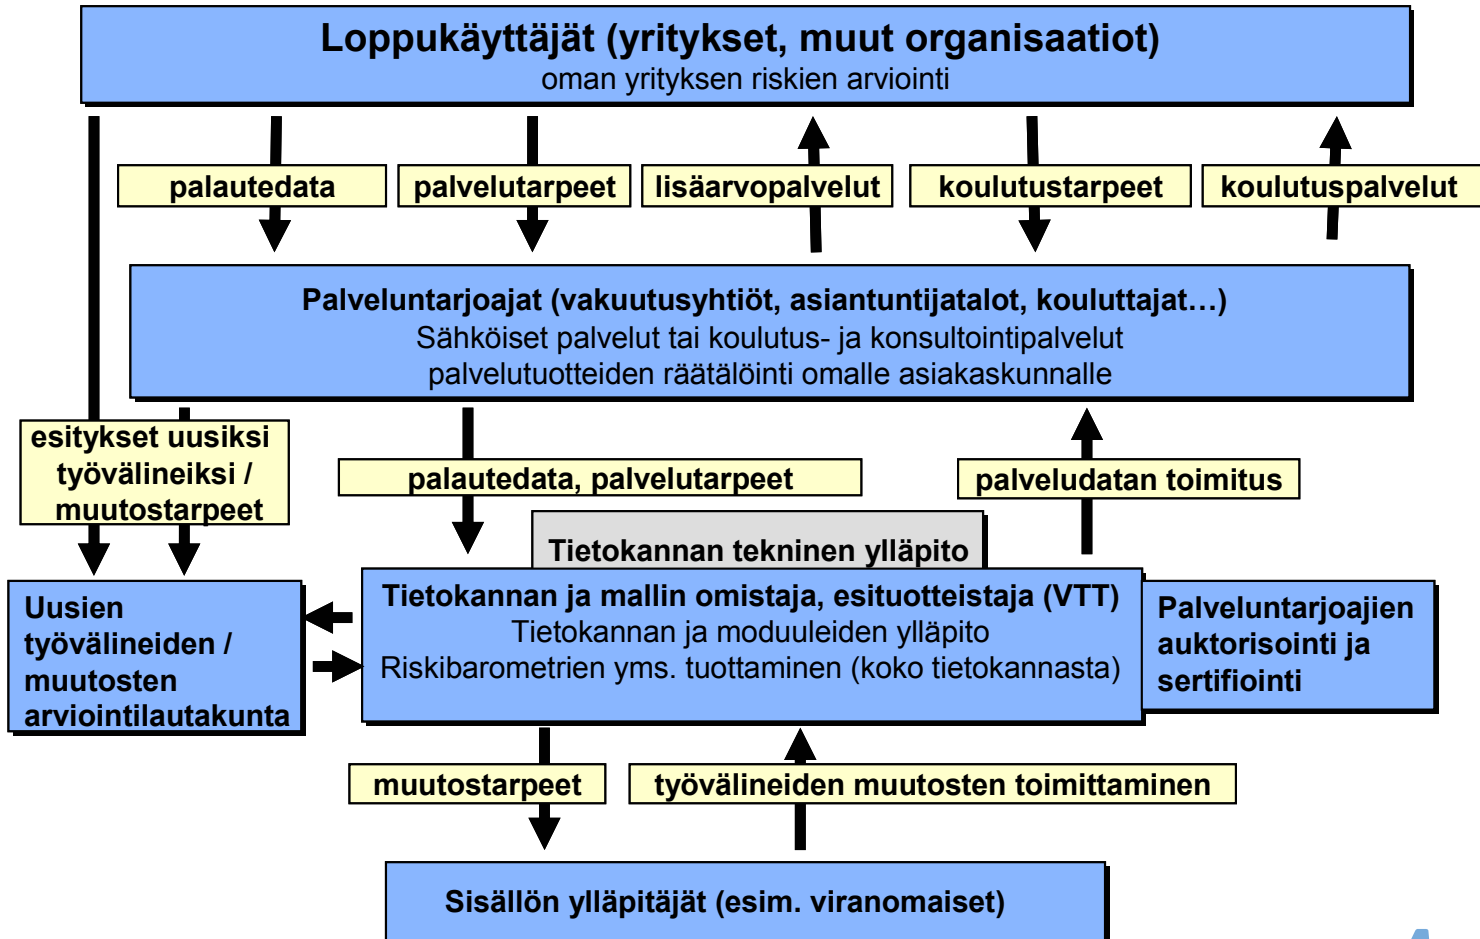 Loppukäyttäjät (yritykset, muut organisaatiot)
oman yrityksen riskien arviointi
palautedata
palvelutarpeet
lisäarvopalvelut
koulutustarpeet
koulutuspalvelut
Palveluntarjoajat (vakuutusyhtiöt, asiantuntijatalot, kouluttajat…)
Sähköiset palvelut tai koulutus- ja konsultointipalvelut
palvelutuotteiden räätälöinti omalle asiakaskunnalle
esitykset uusiksi
työvälineiksi /
muutostarpeet
palautedata, palvelutarpeet
palveludatan toimitus
Tietokannan tekninen ylläpito
Uusien
työvälineiden /
muutosten
arviointilautakunta
Tietokannan ja mallin omistaja, esituotteistaja (VTT)
Tietokannan ja moduuleiden ylläpito
Riskibarometrien yms. tuottaminen (koko tietokannasta)
Palveluntarjoajien
auktorisointi ja
sertifiointi
muutostarpeet
työvälineiden muutosten toimittaminen
Sisällön ylläpitäjät (esim. viranomaiset)